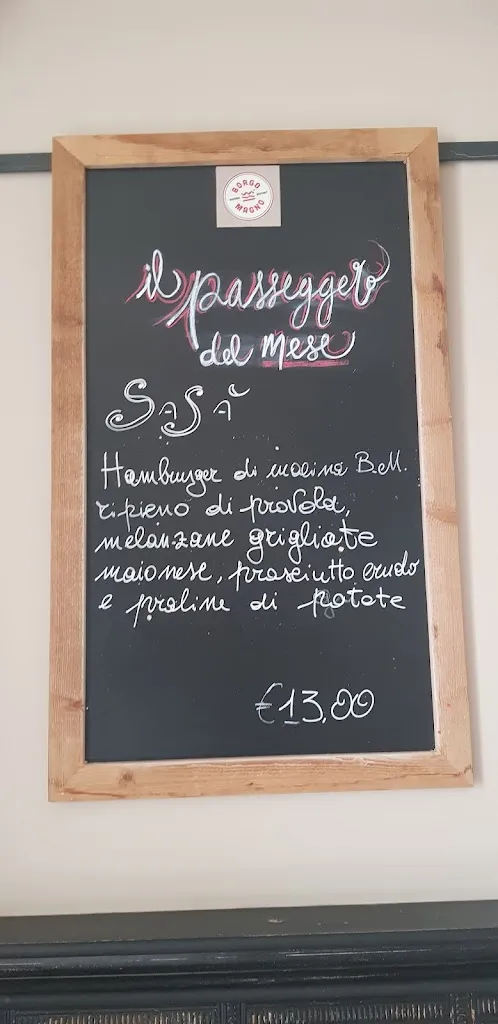 BORGO
MAGNO
il passeggero
del mese
SaSà
Hamburger di scalina B.M.
ripieno di provola,
melanzane grigliate
maionese, prosciutto crudo
e praline di patate
€13,00